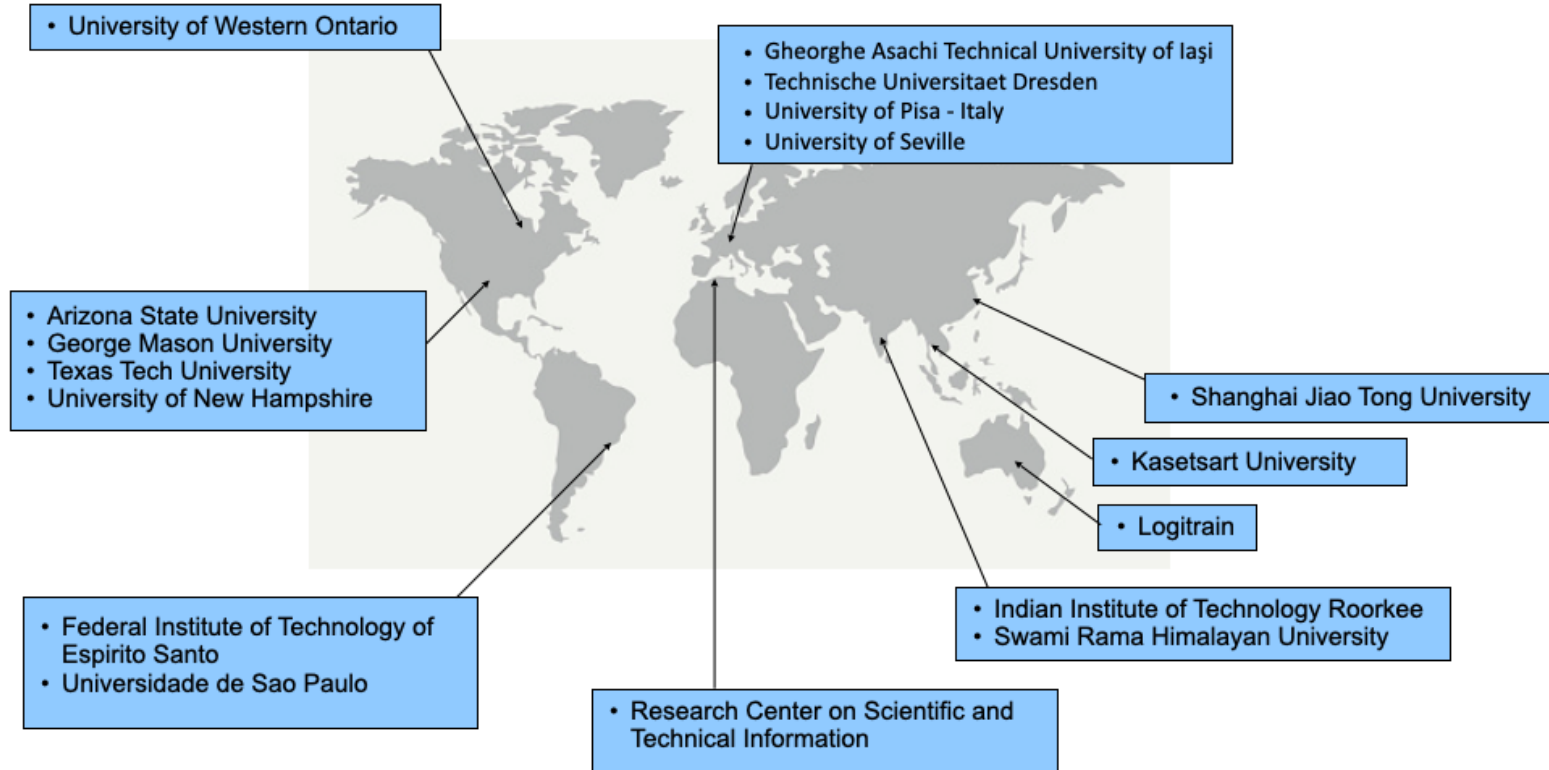 • University of Western Ontario
• Gheorghe Asachi Technical University of Iaşi
• Technische Universitaet Dresden
• University of Pisa - Italy
• University of Seville
• Arizona State University
• George Mason University
• Texas Tech University
• University of New Hampshire
• Shanghai Jiao Tong University
• Kasetsart University
• Logitrain
• Indian Institute of Technology Roorkee
• Swami Rama Himalayan University
• Federal Institute of Technology of
Espirito Santo
• Universidade de Sao Paulo
• Research Center on Scientific and
Technical Information